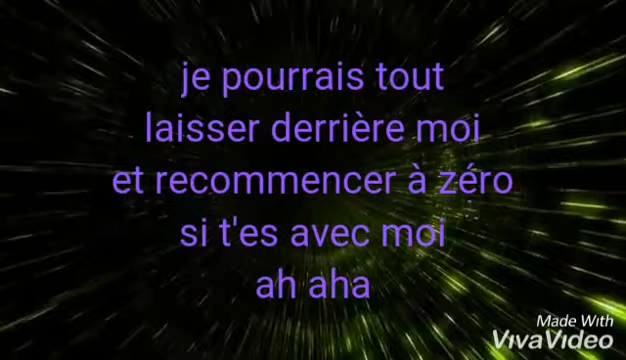 je pourrais tout
laisser derrière moi
et recommencer à zéro
si t'es avec moi
ah aha
Made With
VivaVideo